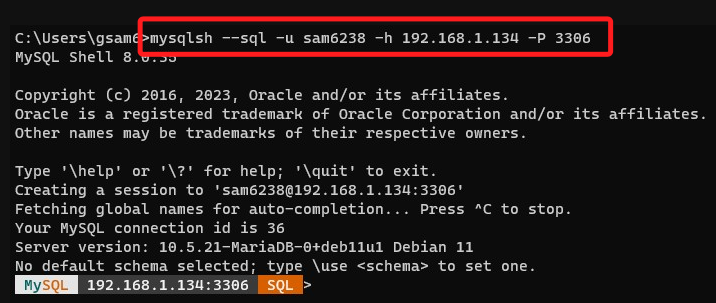 C:\Users\gsam6>mysqlsh --sql -u sam6238 -h 192.168.1.134 -P 3306
MySQL Shell 8.0.33

Copyright (c) 2016, 2023, Oracle and/or its affiliates.
Oracle is a registered trademark of Oracle Corporation and/or its affiliates.
Other names may be trademarks of their respective owners.

Type '\help' or '\?' for help; '\quit' to exit.
Creating a session to 'sam6238@192.168.1.134:3306'
Fetching global names for auto-completion... Press ^C to stop.
Your MySQL connection id is 36
Server version: 10.5.21-MariaDB-0+deb11u1 Debian 11
No default schema selected; type \use <schema> to set one.
MySQL 192.168.1.134:3306 SQL >